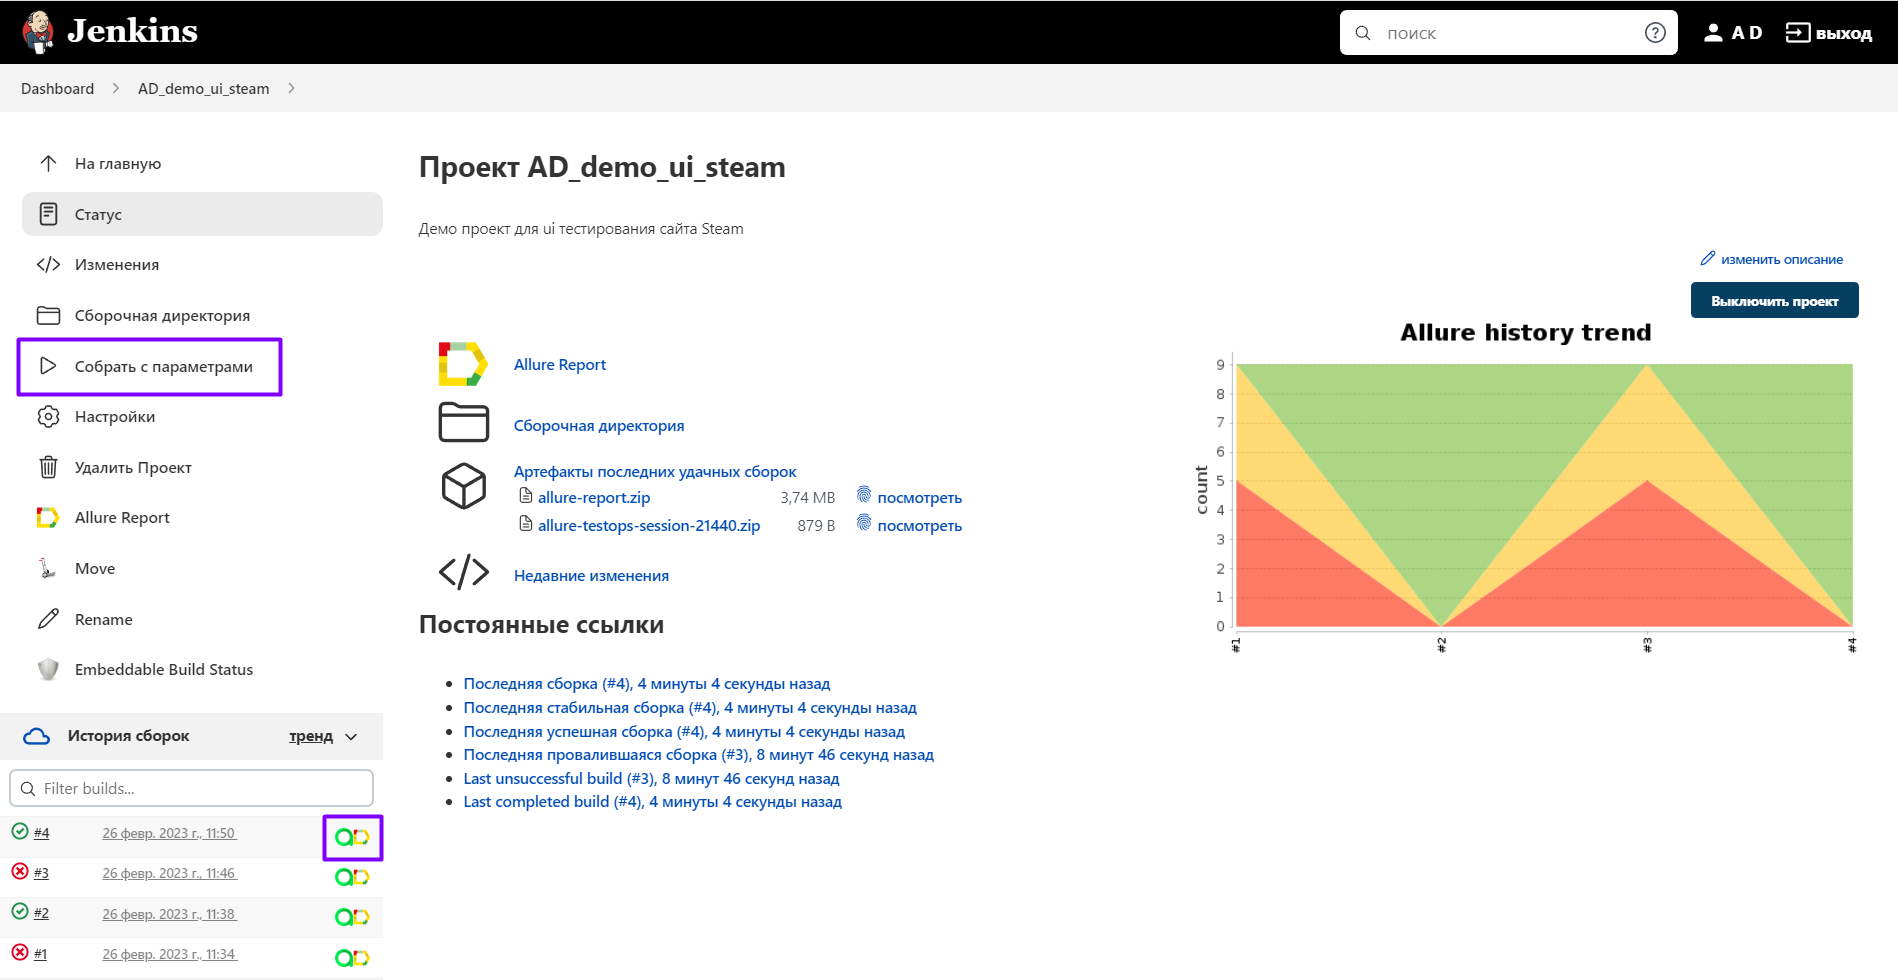 Jenkins
поиск
A D
выход
Dashboard
AD_demo_ui_steam
На главную
Статус
Изменения
Сборочная директория
Собрать с параметрами
Настройки
Удалить Проект
Allure Report
Move
Rename
Embeddable Build Status
История сборок
тренд
Filter builds...
#4 26 февр. 2023 г., 11:50
#3 26 февр. 2023 г., 11:46
#2 26 февр. 2023 г., 11:38
#1 26 февр. 2023 г., 11:34
Проект AD_demo_ui_steam
Демо проект для ui тестирования сайта Steam
изменить описание
Выключить проект
Allure Report
Сборочная директория
Артефакты последних удачных сборок
allure-report.zip 3,74 MB посмотреть
allure-testops-session-21440.zip 879 B посмотреть
Недавние изменения
Постоянные ссылки
Последняя сборка (#4), 4 минуты 4 секунды назад
Последняя стабильная сборка (#4), 4 минуты 4 секунды назад
Последняя успешная сборка (#4), 4 минуты 4 секунды назад
Последняя провалившаяся сборка (#3), 8 минут 46 секунд назад
Last unsuccessful build (#3), 8 минут 46 секунд назад
Last completed build (#4), 4 минуты 4 секунды назад
Allure history trend
count
9
8
7
6
5
4
3
2
1
0
#1
#2
#3
#4